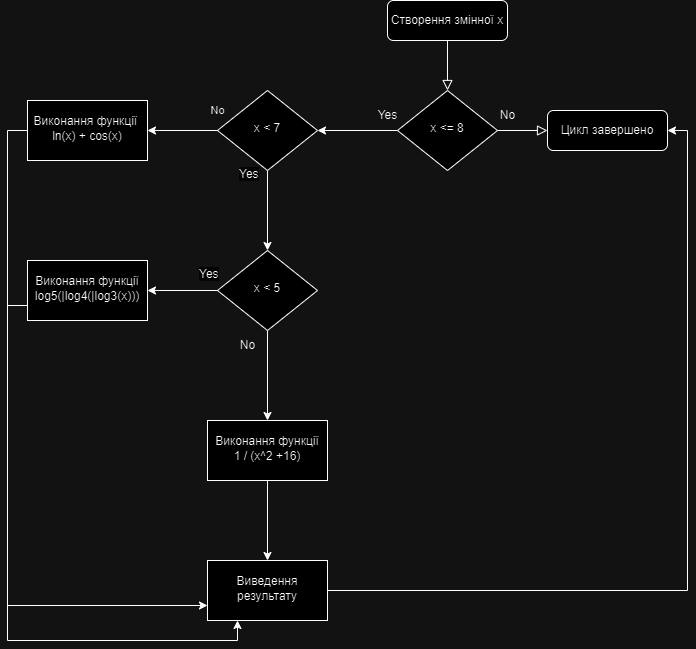 Створення змінної x
x <= 8
Yes
No
Цикл завершено
x < 7
No
Yes
Виконання функції
ln(x) + cos(x)
x < 5
Yes
No
Виконання функції
log5(|log4(|log3(x)))
Виконання функції
1 / (x^2 +16)
Виведення
результату